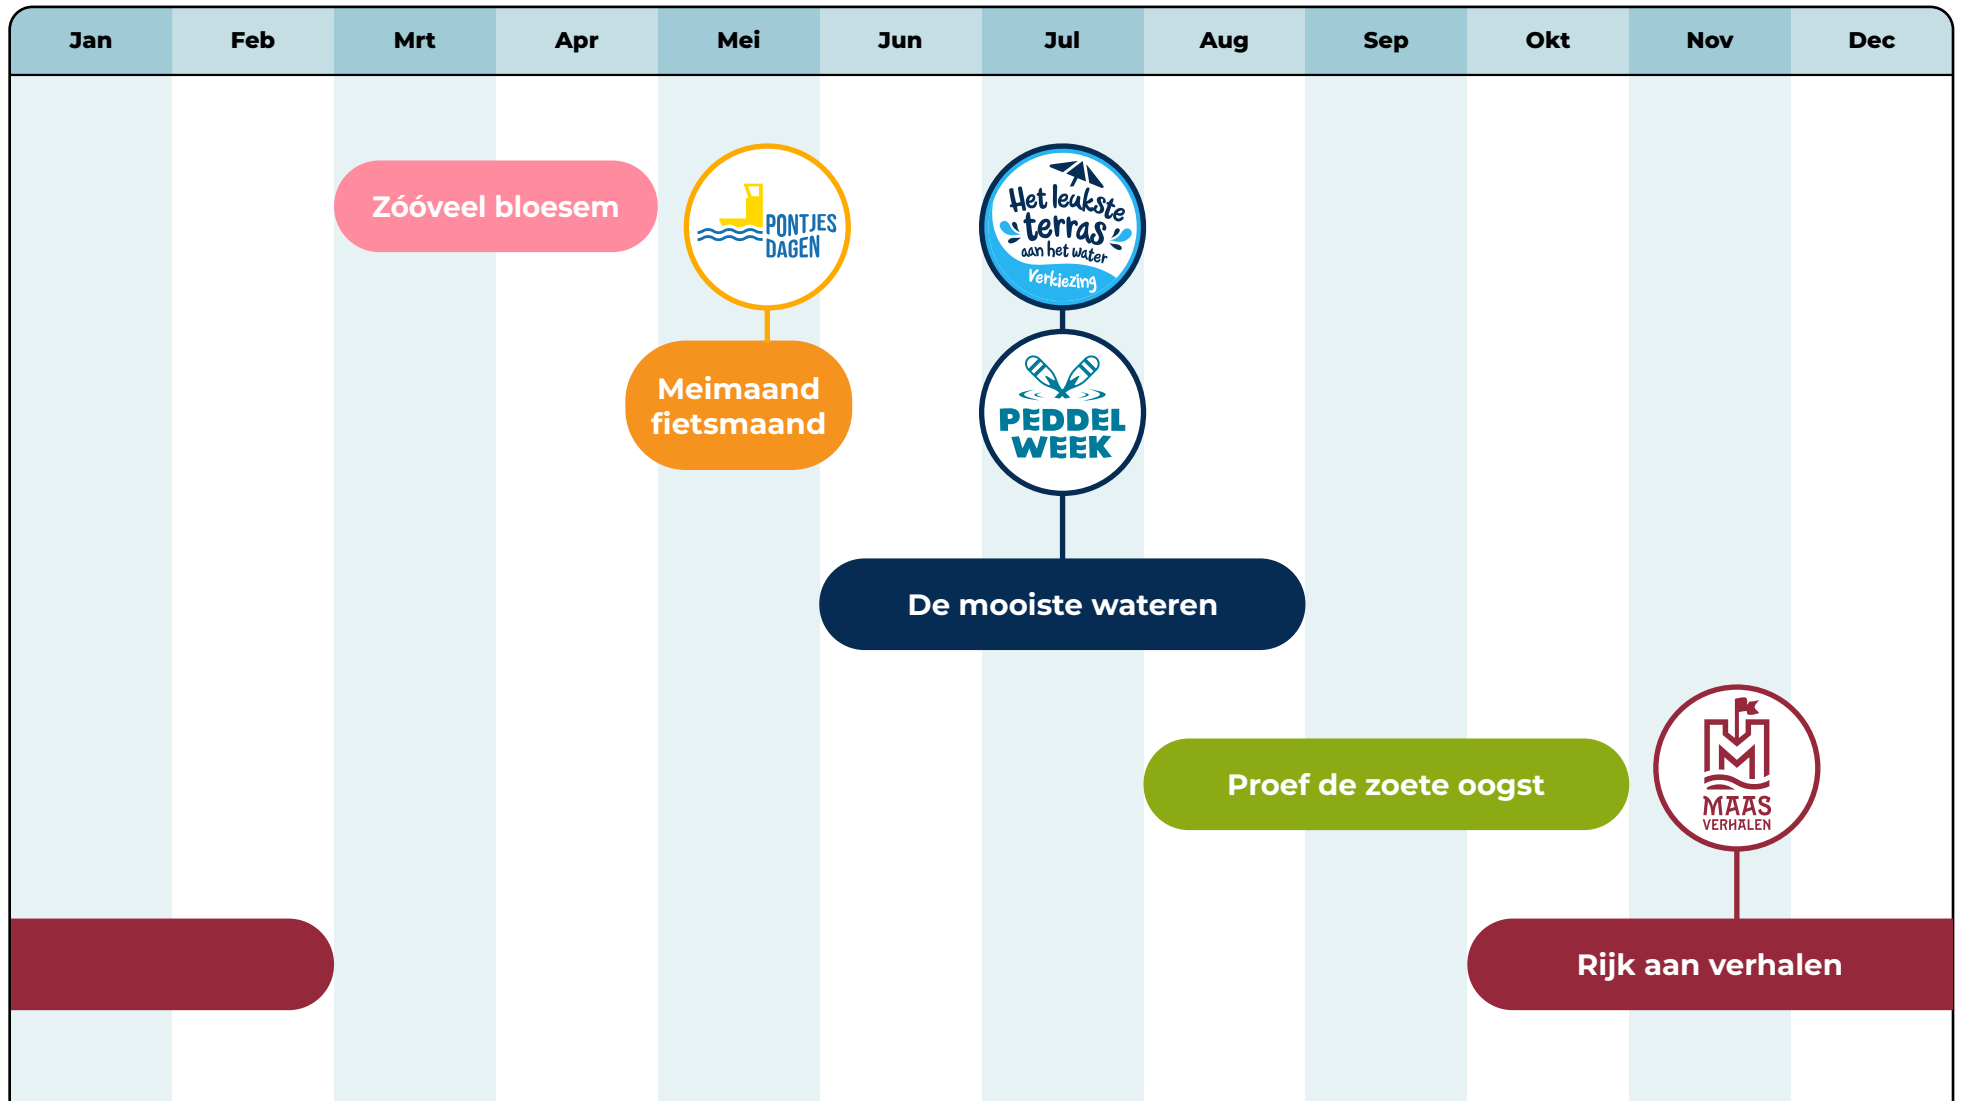 Jan Feb Mrt Apr Mei Jun Jul Aug Sep Okt Nov Dec
Zóóveel bloesem
PONTJES
DAGEN
Het leukste
terras
aan het water
Verkiezing
Meimaand
fietsmaand
PEDDEL
WEEK
De mooiste wateren
Proef de zoete oogst
MAAS
VERHALEN
Rijk aan verhalen